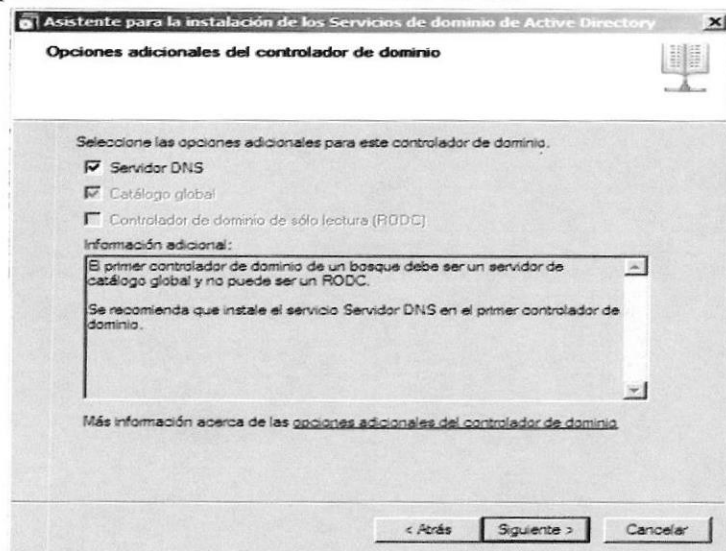 Asistente para la instalación de los Servicios de dominio de Active Directory
Opciones adicionales del controlador de dominio
Seleccione las opciones adicionales para este controlador de dominio.
Servidor DNS
Catálogo global
Controlador de dominio de sólo lectura (RODC)
Información adicional:
El primer controlador de dominio de un bosque debe ser un servidor de
catálogo global y no puede ser un RODC.
Se recomienda que instale el servicio Servidor DNS en el primer controlador de
dominio.
Más información acerca de las opciones adicionales del controlador de dominio
< Atrás
Siguiente >
Cancelar